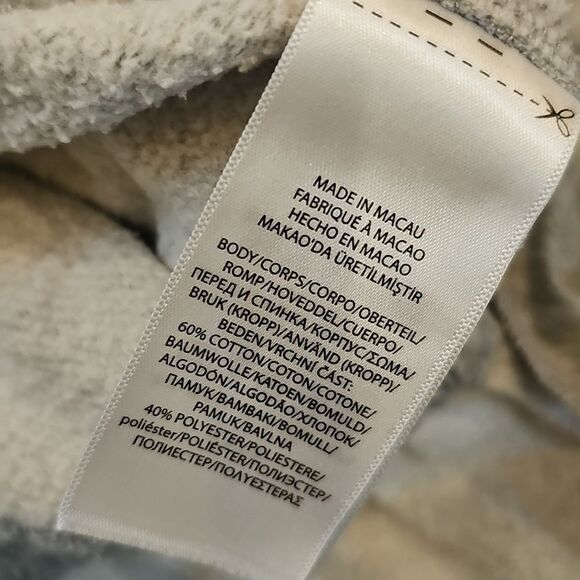 MADE IN MACAU
FABRIQUÉ À MACAO
HECHO EN MACAO
MAKAO'DA ÜRETİLMİŞTİR
BODY/CORPS/CORPO/OBERTEIL/
ROMP/HOVEDDEL/CUERPO/
ПЕРЕД И СПИНКА/КОРПУС/ΣΩΜΑ/
BRUK (KROPP)/ANVÄND (KROPP)/
BEDEN/VRCHNÍ ČÁST:
60% COTTON/COTON/COTONE/
BAUMWOLLE/KATOEN/BOMULD/
ALGODÓN/ALGODÃO/ХЛОПОК/
ПАМУК/BAMBAKI/BOMULL/
PAMUK/BAVLNA
40% POLYESTER/POLIESTERE/
poliéster/POLIÉSTER/ПОЛИЭСТЕР/
ПОЛИЕСТЕР/ΠΟΛΥΕΣΤΕΡΑΣ